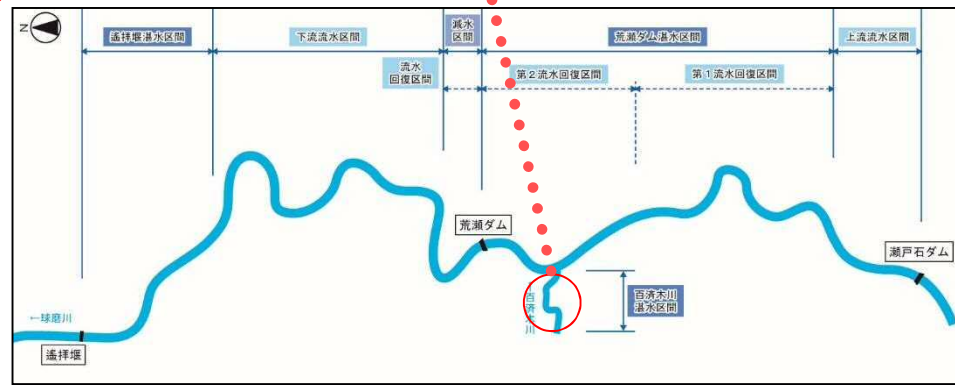 N
遙拝堰湛水区間
下流流水区間
減水
区間
荒瀬ダム湛水区間
上流流水区間
流水
回復区間
第2流水回復区間
第1流水回復区間
荒瀬ダム
瀬戸石ダム
百済木川
百済木川
湛水区間
←球磨川
遙拝堰